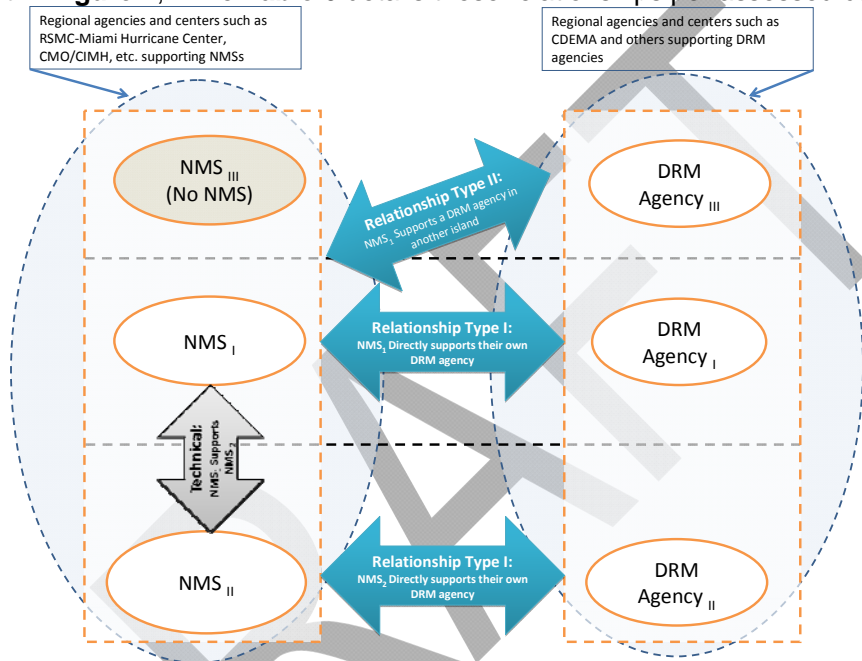 Regional agencies and centers such as
RSMC-Miami Hurricane Center,
CMO/CIMH, etc. supporting NMSs
Regional agencies and centers such as
CDEMA and others supporting DRM
agencies
NMS III
(No NMS)
Relationship Type II:
NMS1 Supports a DRM agency in
another island
DRM
Agency III
NMS I
Relationship Type I:
NMS1 Directly supports their own
DRM agency
DRM
Agency I
Technical:
NMS1 Supports
NMS2
NMS II
Relationship Type I:
NMS2 Directly supports their own
DRM agency
DRM
Agency II
DRAFT